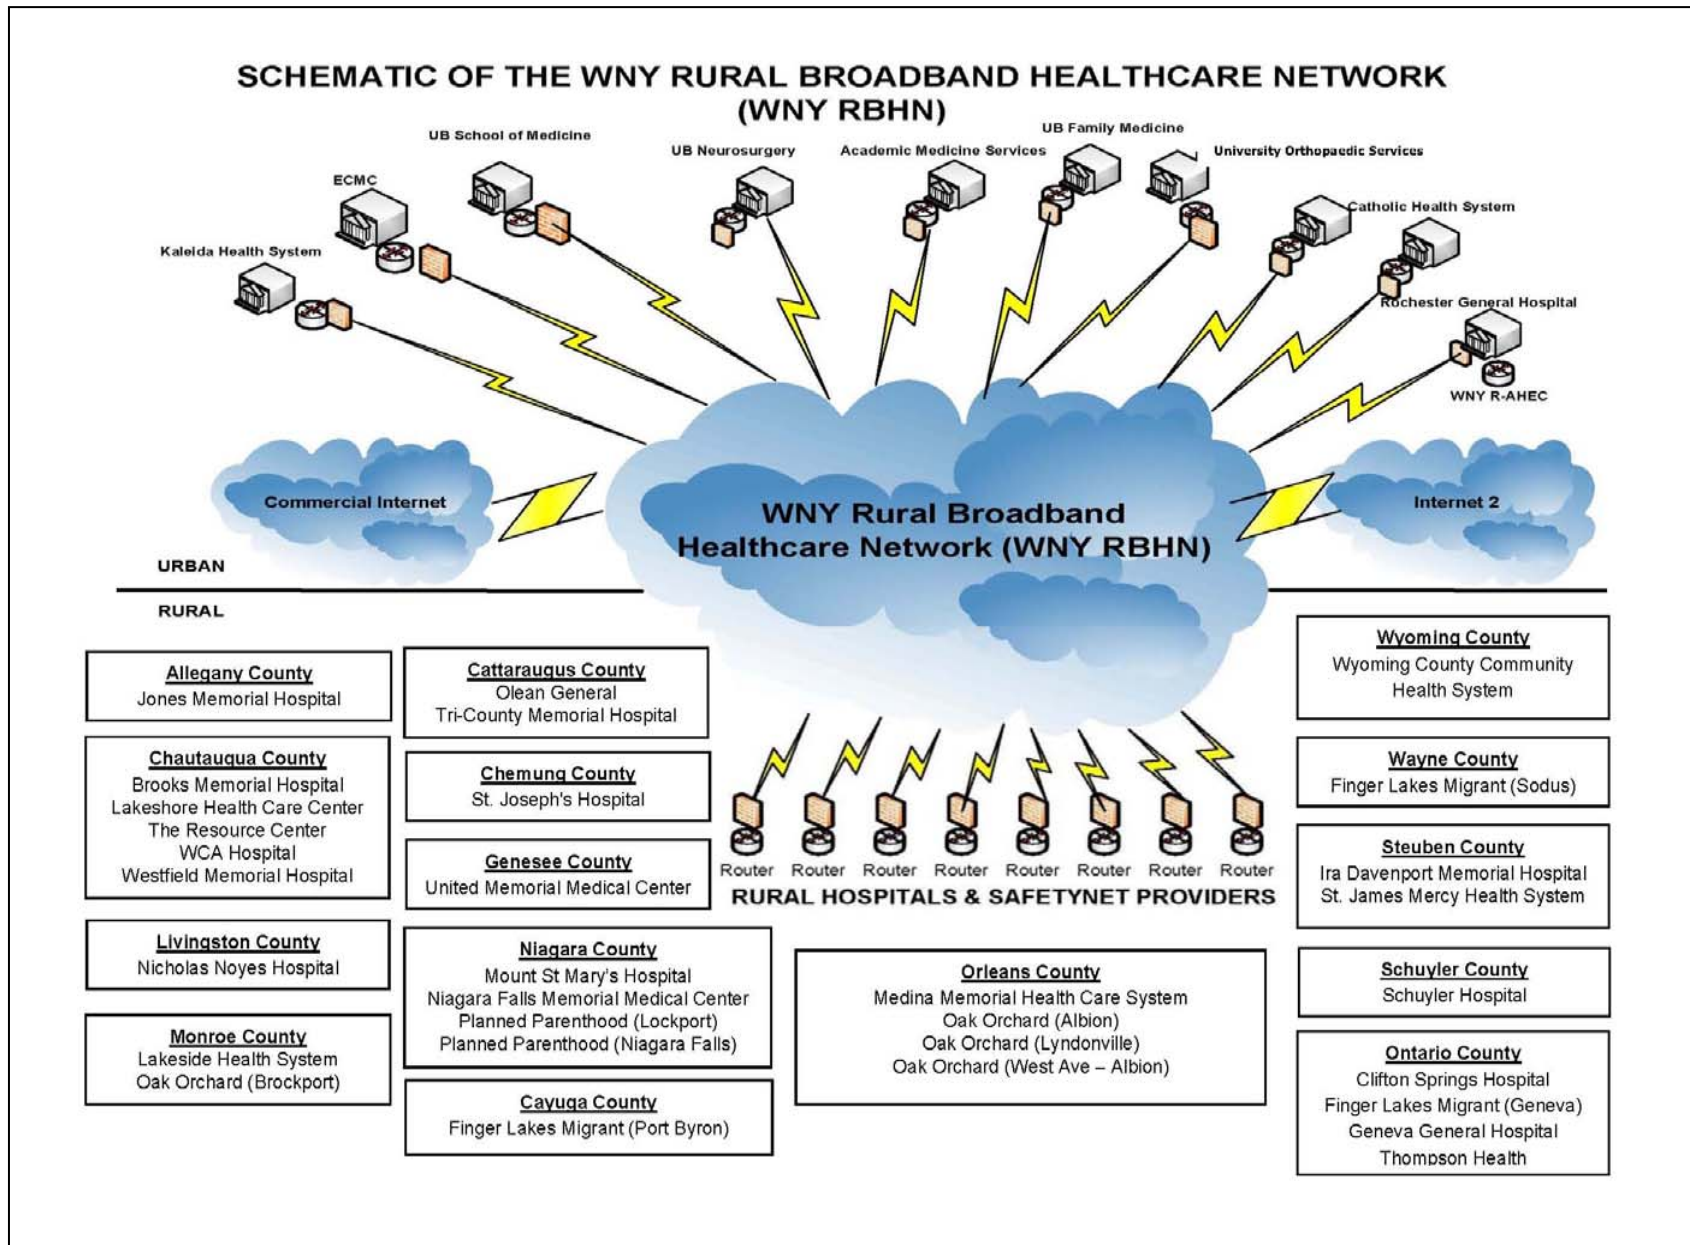 SCHEMATIC OF THE WNY RURAL BROADBAND HEALTHCARE NETWORK
(WNY RBHN)
UB School of Medicine
UB Neurosurgery
Academic Medicine Services
UB Family Medicine
University Orthopaedic Services
ECMC
Catholic Health System
Kaleida Health System
Rochester General Hospital
WNY R-AHEC
Commercial Internet
WNY Rural Broadband
Healthcare Network (WNY RBHN)
Internet 2
URBAN
RURAL
Allegany County
Jones Memorial Hospital
Chautauqua County
Brooks Memorial Hospital
Lakeshore Health Care Center
The Resource Center
WCA Hospital
Westfield Memorial Hospital
Livingston County
Nicholas Noyes Hospital
Monroe County
Lakeside Health System
Oak Orchard (Brockport)
Cattaraugus County
Olean General
Tri-County Memorial Hospital
Chemung County
St. Joseph's Hospital
Genesee County
United Memorial Medical Center
Niagara County
Mount St Mary's Hospital
Niagara Falls Memorial Medical Center
Planned Parenthood (Lockport)
Planned Parenthood (Niagara Falls)
Cayuga County
Finger Lakes Migrant (Port Byron)
Router Router Router Router Router Router Router Router
RURAL HOSPITALS & SAFETYNET PROVIDERS
Orleans County
Medina Memorial Health Care System
Oak Orchard (Albion)
Oak Orchard (Lyndonville)
Oak Orchard (West Ave – Albion)
Wyoming County
Wyoming County Community
Health System
Wayne County
Finger Lakes Migrant (Sodus)
Steuben County
Ira Davenport Memorial Hospital
St. James Mercy Health System
Schuyler County
Schuyler Hospital
Ontario County
Clifton Springs Hospital
Finger Lakes Migrant (Geneva)
Geneva General Hospital
Thompson Health